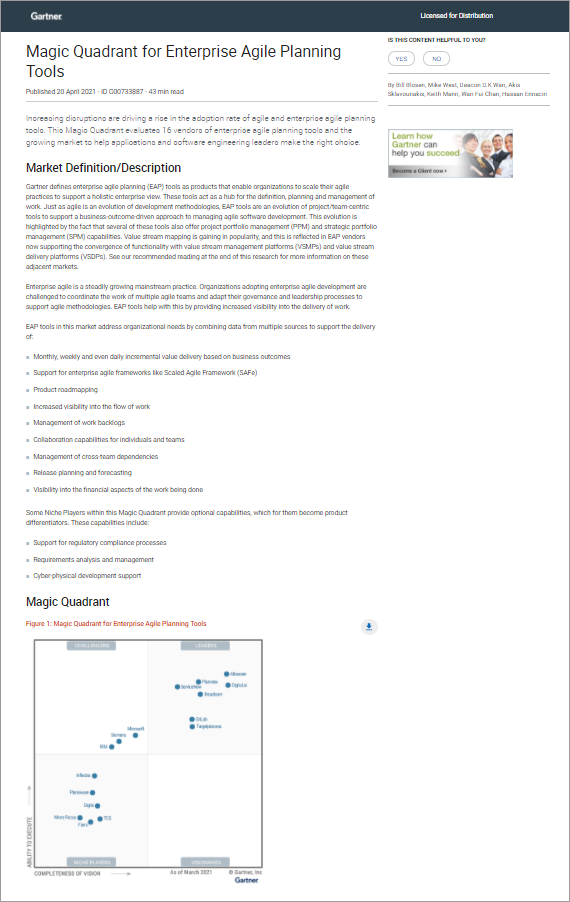 Gartner
Licensed for Distribution
Magic Quadrant for Enterprise Agile Planning
Tools
Published 20 April 2021 - ID G00733887 - 43 min read
IS THIS CONTENT HELPFUL TO YOU?
YES
NO
By Bill Blosen, Mike West, Deacon D.K Wan, Akis
Sklavounakis, Keith Mann, Wan Fui Chan, Hassan Ennaciri
Learn how
Gartner can
help you succeed
Become a Client now ›
Increasing disruptions are driving a rise in the adoption rate of agile and enterprise agile planning
tools. This Magic Quadrant evaluates 16 vendors of enterprise agile planning tools and the
growing market to help applications and software engineering leaders make the right choice.
Market Definition/Description
Gartner defines enterprise agile planning (EAP) tools as products that enable organizations to scale their agile
practices to support a holistic enterprise view. These tools act as a hub for the definition, planning and management of
work. Just as agile is an evolution of development methodologies, EAP tools are an evolution of project/team-centric
tools to support a business-outcome-driven approach to managing agile software development. This evolution is
highlighted by the fact that several of these tools also offer project portfolio management (PPM) and strategic portfolio
management (SPM) capabilities. Value stream mapping is gaining in popularity, and this is reflected in EAP vendors
now supporting the convergence of functionality with value stream management platforms (VSMPs) and value stream
delivery platforms (VSDPs). See our recommended reading at the end of this research for more information on these
adjacent markets.
Enterprise agile is a steadily growing mainstream practice. Organizations adopting enterprise agile development are
challenged to coordinate the work of multiple agile teams and adapt their governance and leadership processes to
support agile methodologies. EAP tools help with this by providing increased visibility into the delivery of work.
EAP tools in this market address organizational needs by combining data from multiple sources to support the delivery
of:
Monthly, weekly and even daily incremental value delivery based on business outcomes
Support for enterprise agile frameworks like Scaled Agile Framework (SAFe)
Product roadmapping
Increased visibility into the flow of work
Management of work backlogs
Collaboration capabilities for individuals and teams
Management of cross-team dependencies
Release planning and forecasting
Visibility into the financial aspects of the work being done
Some Niche Players within this Magic Quadrant provide optional capabilities, which for them become product
differentiators. These capabilities include:
Support for regulatory compliance processes
Requirements analysis and management
Cyber-physical development support
Magic Quadrant
Figure 1: Magic Quadrant for Enterprise Agile Planning Tools
CHALLENGERS
LEADERS
Atlassian
Planview
Digital.ai
ServiceNow
Broadcom
GitLab
Targetprocess
Microsoft
Siemens
IBM
Inflectra
Planisware
Digité
Micro Focus
TCS
NICHE PLAYERS
VISIONARIES
ABILITY TO EXECUTE
COMPLETENESS OF VISION
As of March 2021
© Gartner, Inc
Gartner